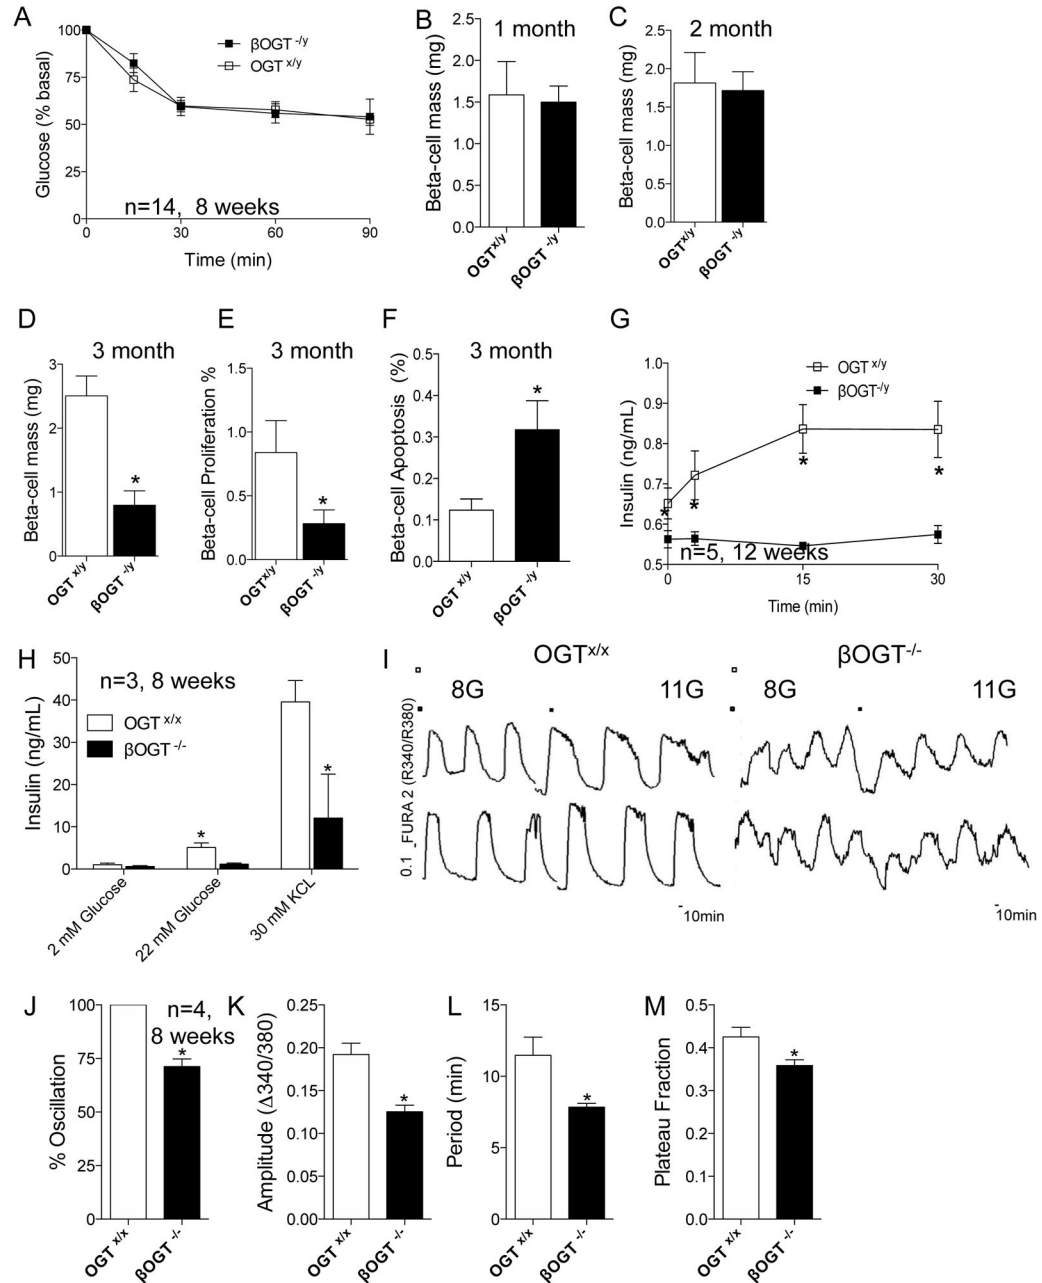 A
Glucose (% basal)
100
75
50
25
0
βOGT -/y
OGT x/y
n=14, 8 weeks
0
30
60
90
Time (min)
B
1 month
Beta-cell mass (mg)
2.5
2.0
1.5
1.0
0.5
0.0
OGT x/y
βOGT -/y
C
2 month
Beta-cell mass (mg)
2.5
2.0
1.5
1.0
0.5
0.0
OGT x/y
βOGT -/y
D
3 month
Beta-cell mass (mg)
3
2
1
0
*
OGT x/y
βOGT -/y
E
3 month
Beta-cell Proliferation %
1.5
1.0
0.5
0.0
*
OGT x/y
βOGT -/y
F
3 month
Beta-cell Apoptosis (%)
0.5
0.4
0.3
0.2
0.1
0.0
*
OGT x/y
βOGT -/y
G
Insulin (ng/mL)
1.0
0.9
0.8
0.7
0.6
0.5
OGT x/y
βOGT -/y
*
*
*
*
n=5, 12 weeks
0
15
30
Time (min)
H
Insulin (ng/mL)
50
40
30
20
10
0
n=3, 8 weeks
OGT x/x
βOGT -/-
*
*
2 mM Glucose
22 mM Glucose
30 mM KCL
I
OGT x/x
βOGT -/-
8G
11G
8G
11G
0.1 FURA 2 (R340/R380)
10min
10min
J
% Oscillation
100
75
50
25
0
n=4,
8 weeks
*
OGT x/x
βOGT -/-
K
Amplitude (Δ340/380)
0.25
0.20
0.15
0.10
0.05
0.00
*
OGT x/x
βOGT -/-
L
Period (min)
15
10
5
0
*
OGT x/x
βOGT -/-
M
Plateau Fraction
0.5
0.4
0.3
0.2
0.1
0.0
*
OGT x/x
βOGT -/-